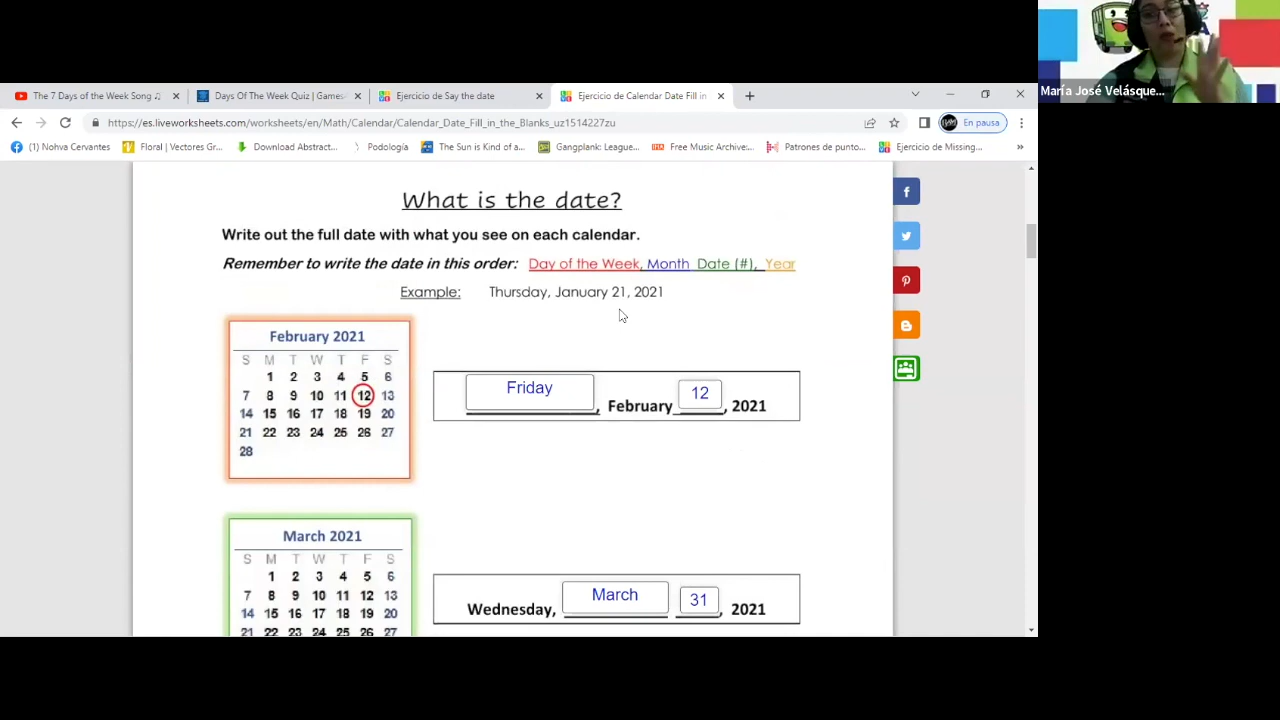 María José Velásque...
The 7 Days of the Week Song ♫
Days Of The Week Quiz | Games
Ejercicio de Say the date
Ejercicio de Calendar Date Fill in
https://es.liveworksheets.com/worksheets/en/Math/Calendar/Calendar_Date_Fill_in_the_Blanks_uz1514227zu
En pausa
(1) Nohva Cervantes
Floral | Vectores Gr...
Download Abstract...
Podología
The Sun is Kind of a...
Gangplank: League...
Free Music Archive:...
Patrones de punto...
Ejercicio de Missing...
»
What is the date?
Write out the full date with what you see on each calendar.
Remember to write the date in this order: Day of the Week, Month Date (#), Year
Example: Thursday, January 21, 2021
February 2021
S M T W T F S
1 2 3 4 5 6
7 8 9 10 11 12 13
14 15 16 17 18 19 20
21 22 23 24 25 26 27
28
Friday, February 12, 2021
March 2021
S M T W T F S
1 2 3 4 5 6
7 8 9 10 11 12 13
14 15 16 17 18 19 20
21 22 23 24 25 26 27
Wednesday, March 31, 2021